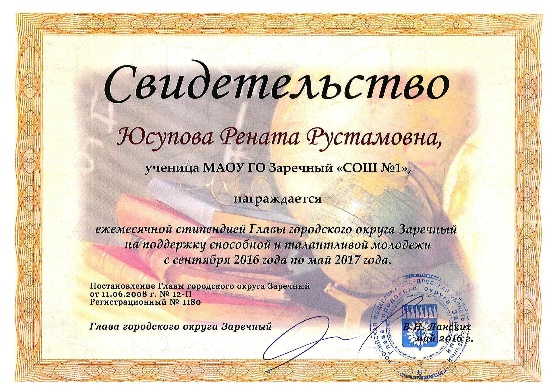 Свидетельство
Юсупова Рената Рустамовна,
ученица МАОУ ГО Заречный «СОШ №1»,
награждается
ежемесячной стипендией Главы городского округа Заречный
на поддержку способной и талантливой молодежи
с сентября 2016 года по май 2017 года.
Постановление Главы городского округа Заречный
от 11.06.2008 г. № 12-П
Регистрационный № 1180
Глава городского округа Заречный
В.Н. Ланских
май 2016 г.